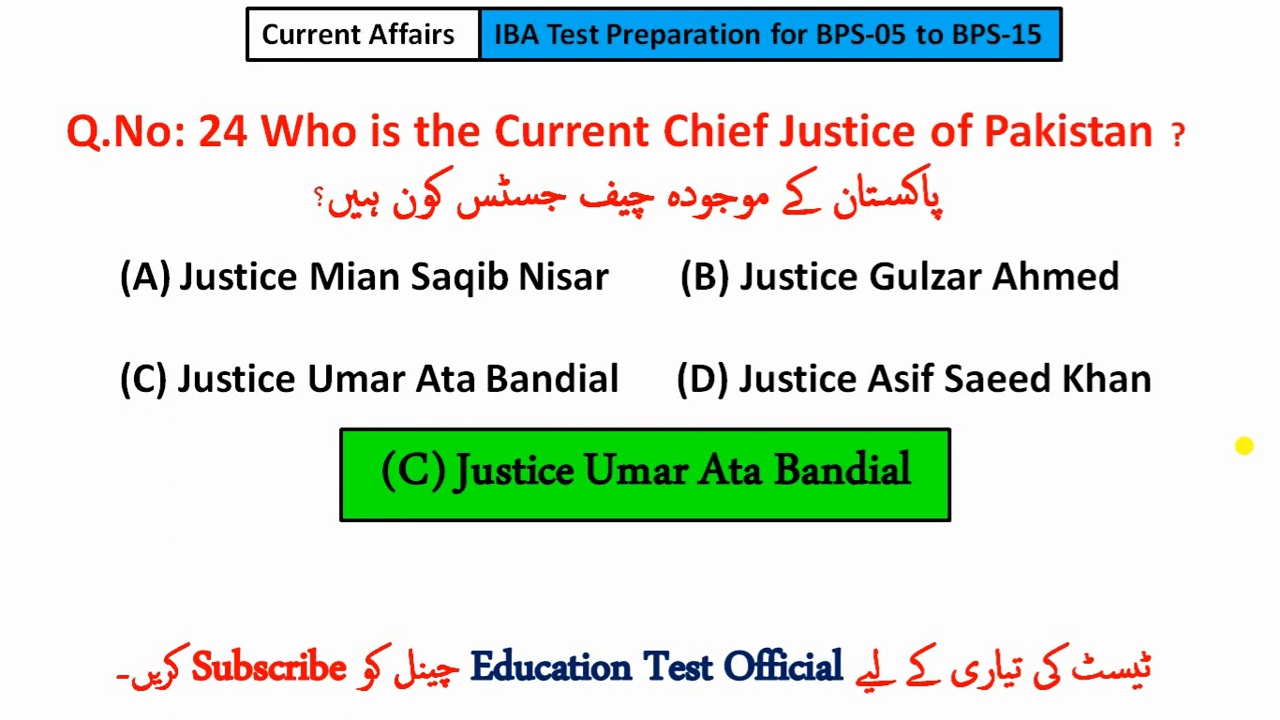 Current Affairs IBA Test Preparation for BPS-05 to BPS-15
Q.No: 24 Who is the Current Chief Justice of Pakistan ?
پاکستان کے موجودہ چیف جسٹس کون ہیں؟
(A) Justice Mian Saqib Nisar (B) Justice Gulzar Ahmed
(C) Justice Umar Ata Bandial (D) Justice Asif Saeed Khan
(C) Justice Umar Ata Bandial
ٹیسٹ کی تیاری کے لیے Education Test Official چینل کو Subscribe کریں۔